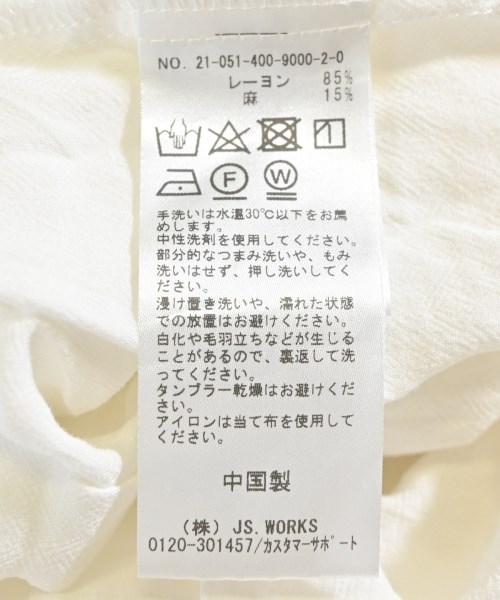 NO. 21-051-400-9000-2-0
レーヨン 85%
麻 15%
F W
手洗いは水温30℃以下をお薦
めします。
中性洗剤を使用してください。
部分的なつまみ洗いや、もみ
洗いはせず、押し洗いしてく
ださい。
浸け置き洗いや、濡れた状態
での放置はお避けください。
白化や毛羽立ちなどが生じる
ことがあるので、裏返して洗
ってください。
タンブラー乾燥はお避けくだ
さい。
アイロンは当て布を使用して
ください。
中国製
(株) JS.WORKS
0120-301457/カスタマーサポート